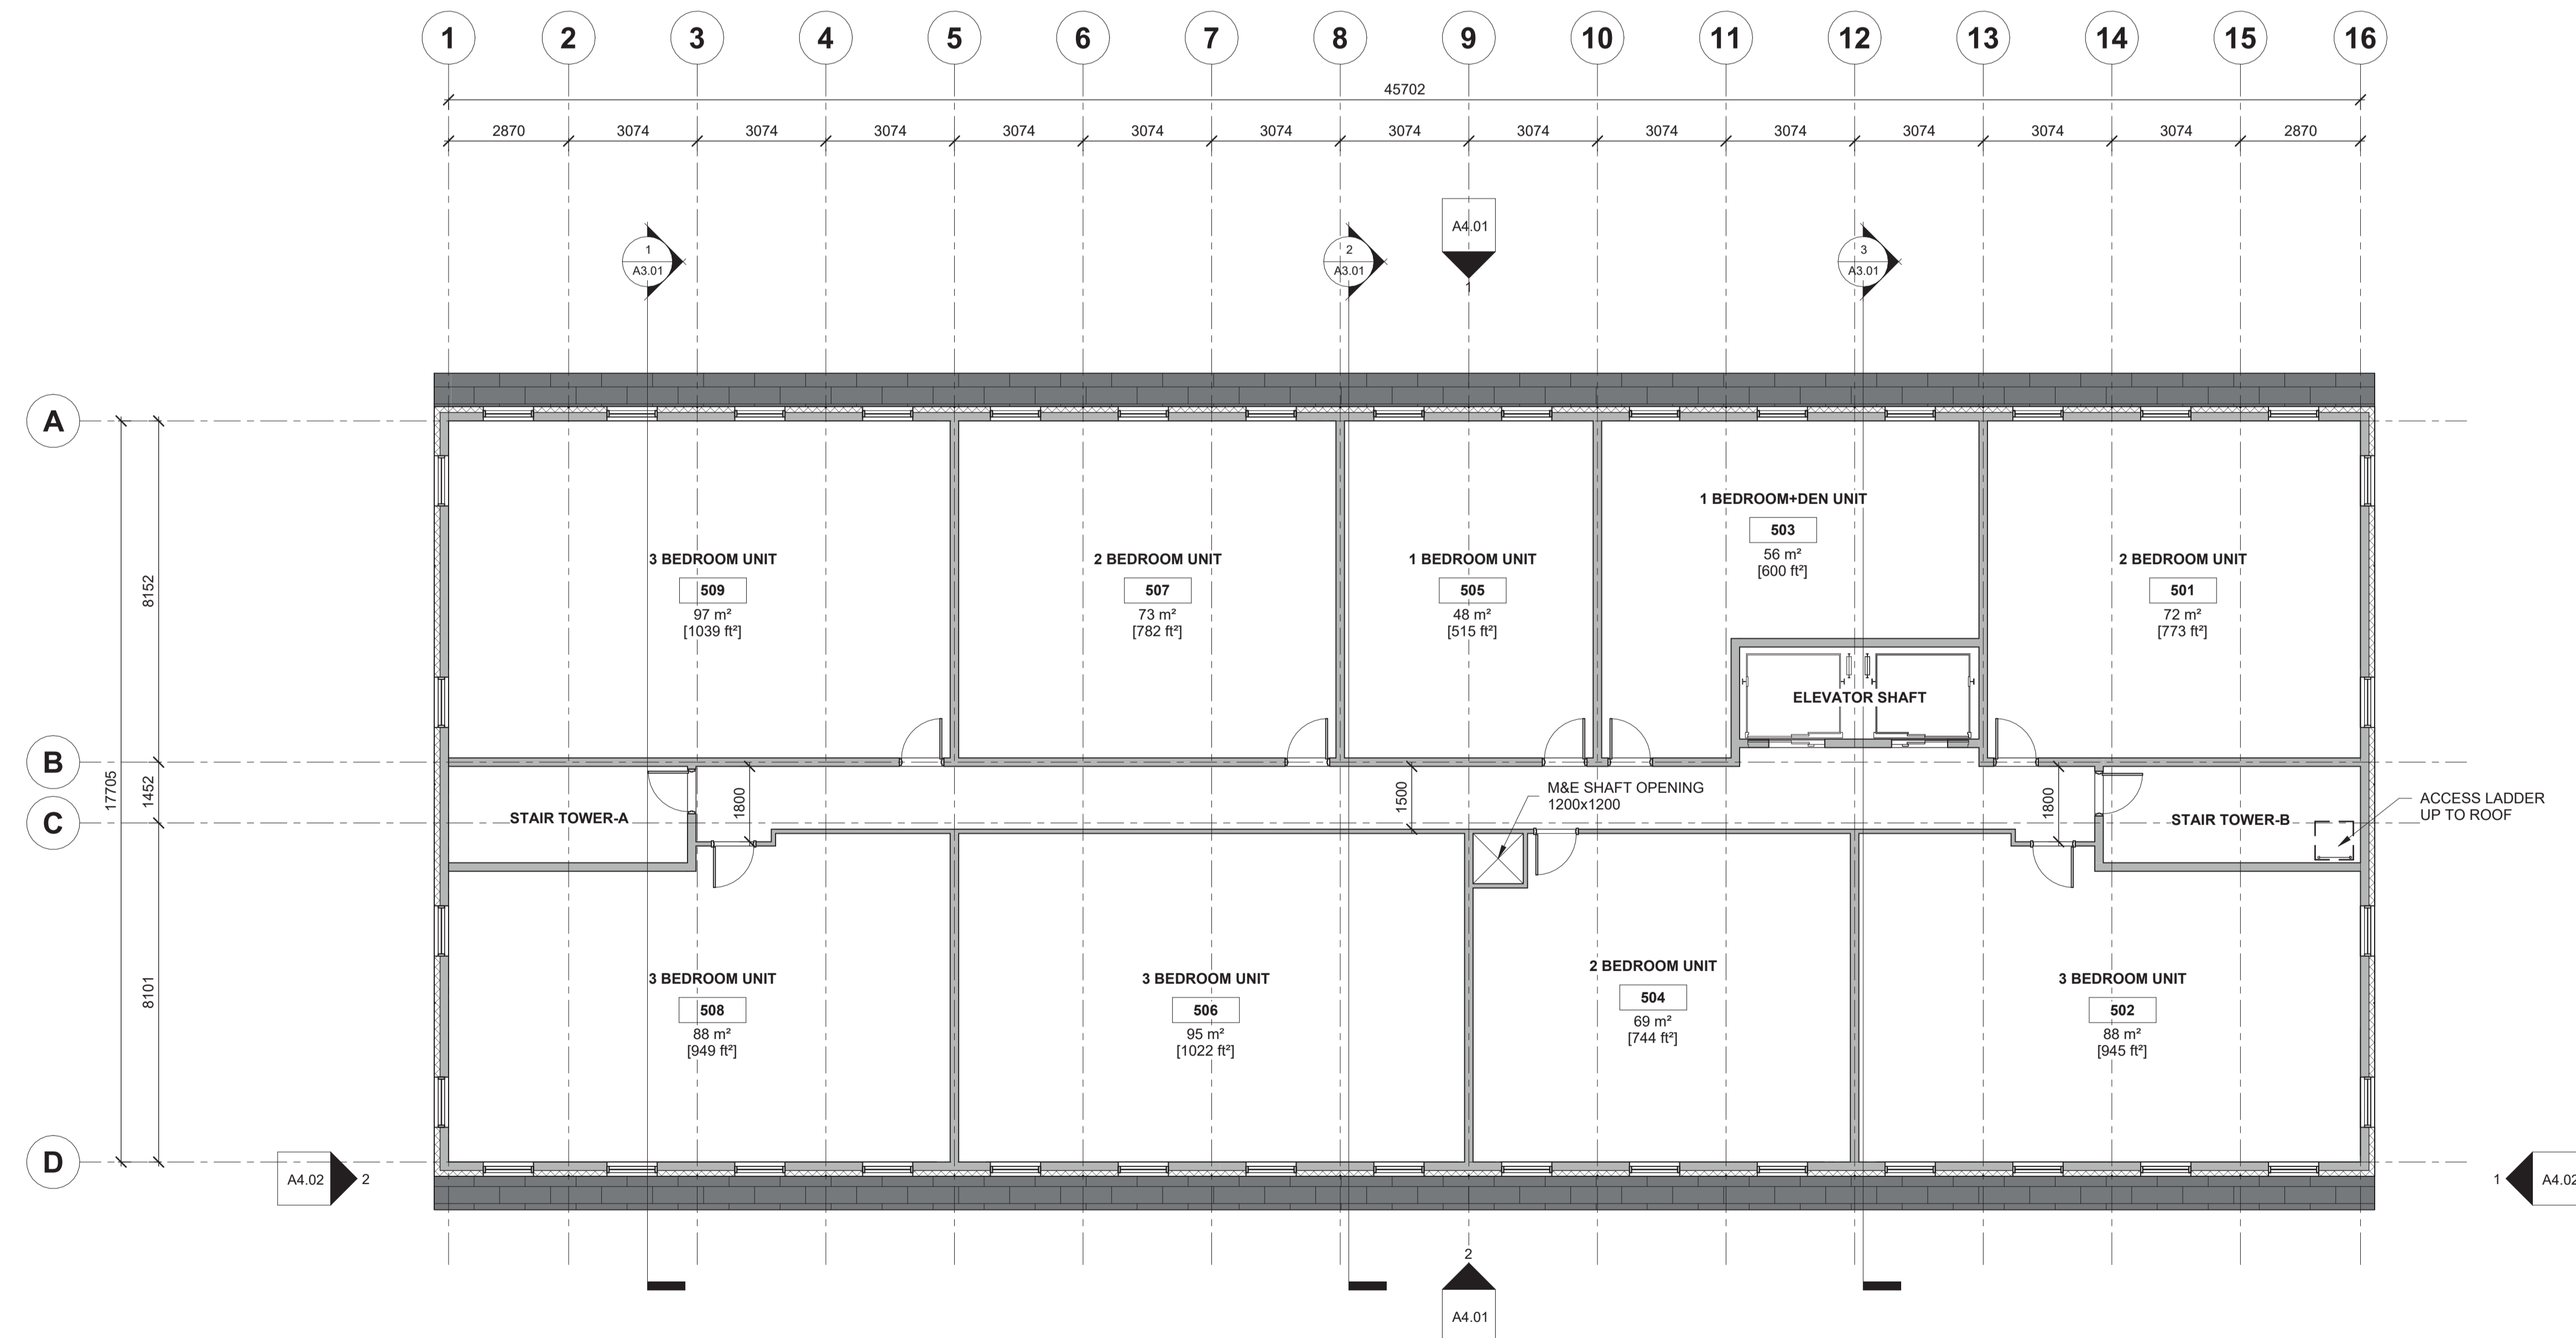 1 2 3 4 5 6 7 8 9 10 11 12 13 14 15 16
45702
2870 3074 3074 3074 3074 3074 3074 3074 3074 3074 3074 3074 3074 3074 2870
A4.01
1
1
A3.01
2
A3.01
3
A3.01
A
B
C
D
17705
8152
1452
8101
3 BEDROOM UNIT
509
97 m²
[1039 ft²]
2 BEDROOM UNIT
507
73 m²
[782 ft²]
1 BEDROOM UNIT
505
48 m²
[515 ft²]
1 BEDROOM+DEN UNIT
503
56 m²
[600 ft²]
2 BEDROOM UNIT
501
72 m²
[773 ft²]
ELEVATOR SHAFT
STAIR TOWER-A
1800
1500
M&E SHAFT OPENING
1200x1200
1800
STAIR TOWER-B
ACCESS LADDER
UP TO ROOF
3 BEDROOM UNIT
508
88 m²
[949 ft²]
3 BEDROOM UNIT
506
95 m²
[1022 ft²]
2 BEDROOM UNIT
504
69 m²
[744 ft²]
3 BEDROOM UNIT
502
88 m²
[945 ft²]
A4.02 2
1 A4.02
2
A4.01